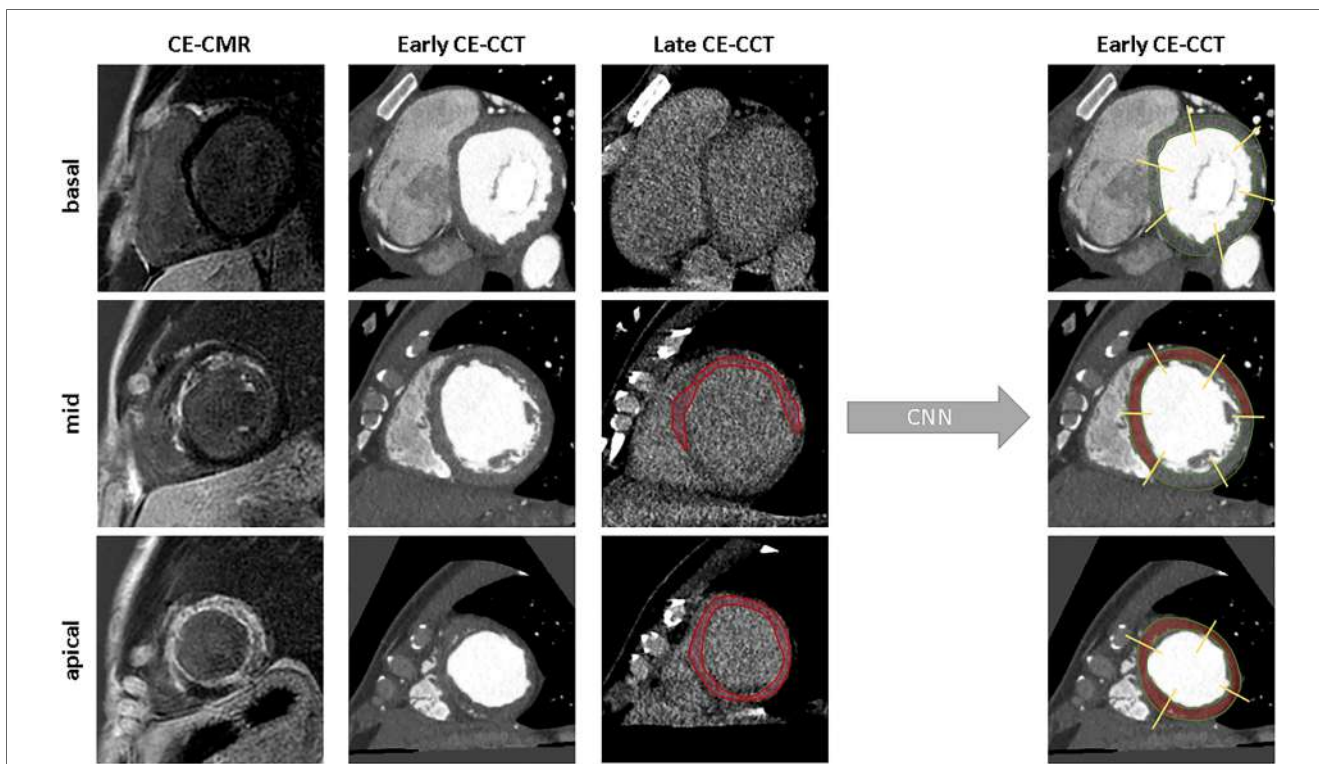 CE-CMR
Early CE-CCT
Late CE-CCT
Early CE-CCT
basal
mid
CNN
apical